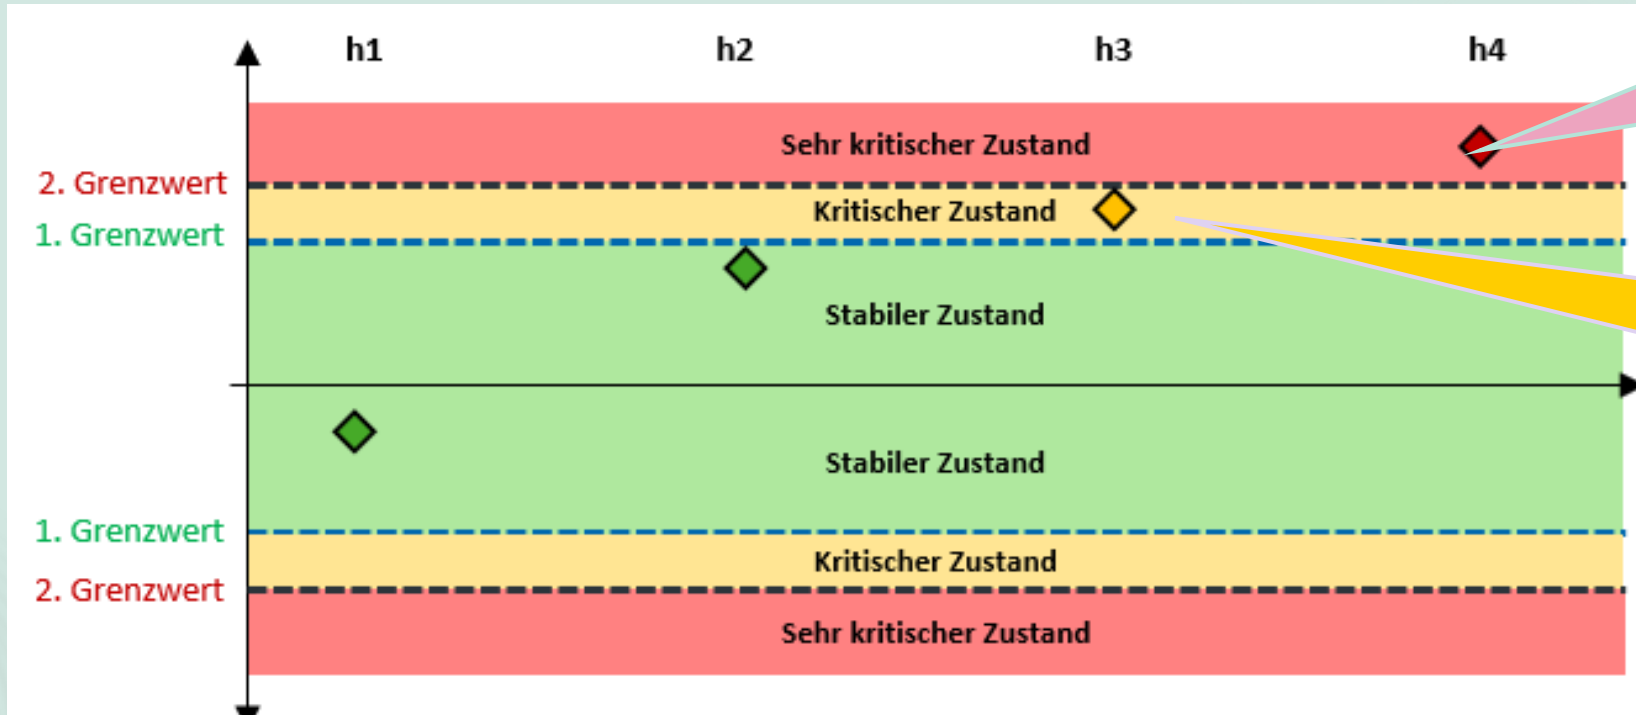 h1 h2 h3 h4
Sehr kritischer Zustand
2. Grenzwert
Kritischer Zustand
1. Grenzwert
Stabiler Zustand
Stabiler Zustand
1. Grenzwert
Kritischer Zustand
2. Grenzwert
Sehr kritischer Zustand